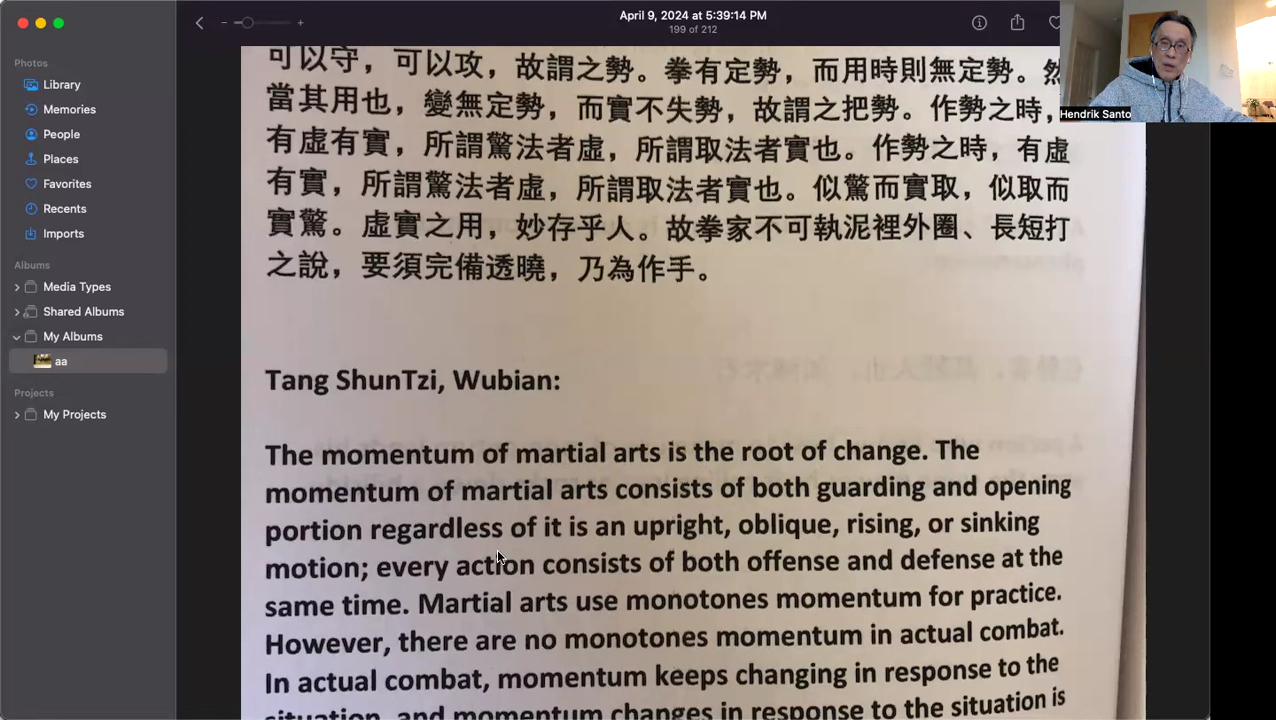 April 9, 2024 at 5:39:14 PM
199 of 212
Hendrik Santo
Photos
Library
Memories
People
Places
Favorites
Recents
Imports
Albums
Media Types
Shared Albums
My Albums
aa
Projects
My Projects
可以守，可以攻，故謂之勢。拳有定勢，而用時則無定勢。然
當其用也，變無定勢，而實不失勢，故謂之把勢。作勢之時，
有虛有實，所謂驚法者虛，所謂取法者實也。作勢之時，有虛
有實，所謂驚法者虛，所謂取法者實也。似驚而實取，似取而
實驚。虛實之用，妙存乎人。故拳家不可執泥裡外圈、長短打
之說，要須完備透曉，乃為作手。
Tang ShunTzi, Wubian:
The momentum of martial arts is the root of change. The
momentum of martial arts consists of both guarding and opening
portion regardless of it is an upright, oblique, rising, or sinking
motion; every action consists of both offense and defense at the
same time. Martial arts use monotones momentum for practice.
However, there are no monotones momentum in actual combat.
In actual combat, momentum keeps changing in response to the
situation, and momentum changes in response to the situation is